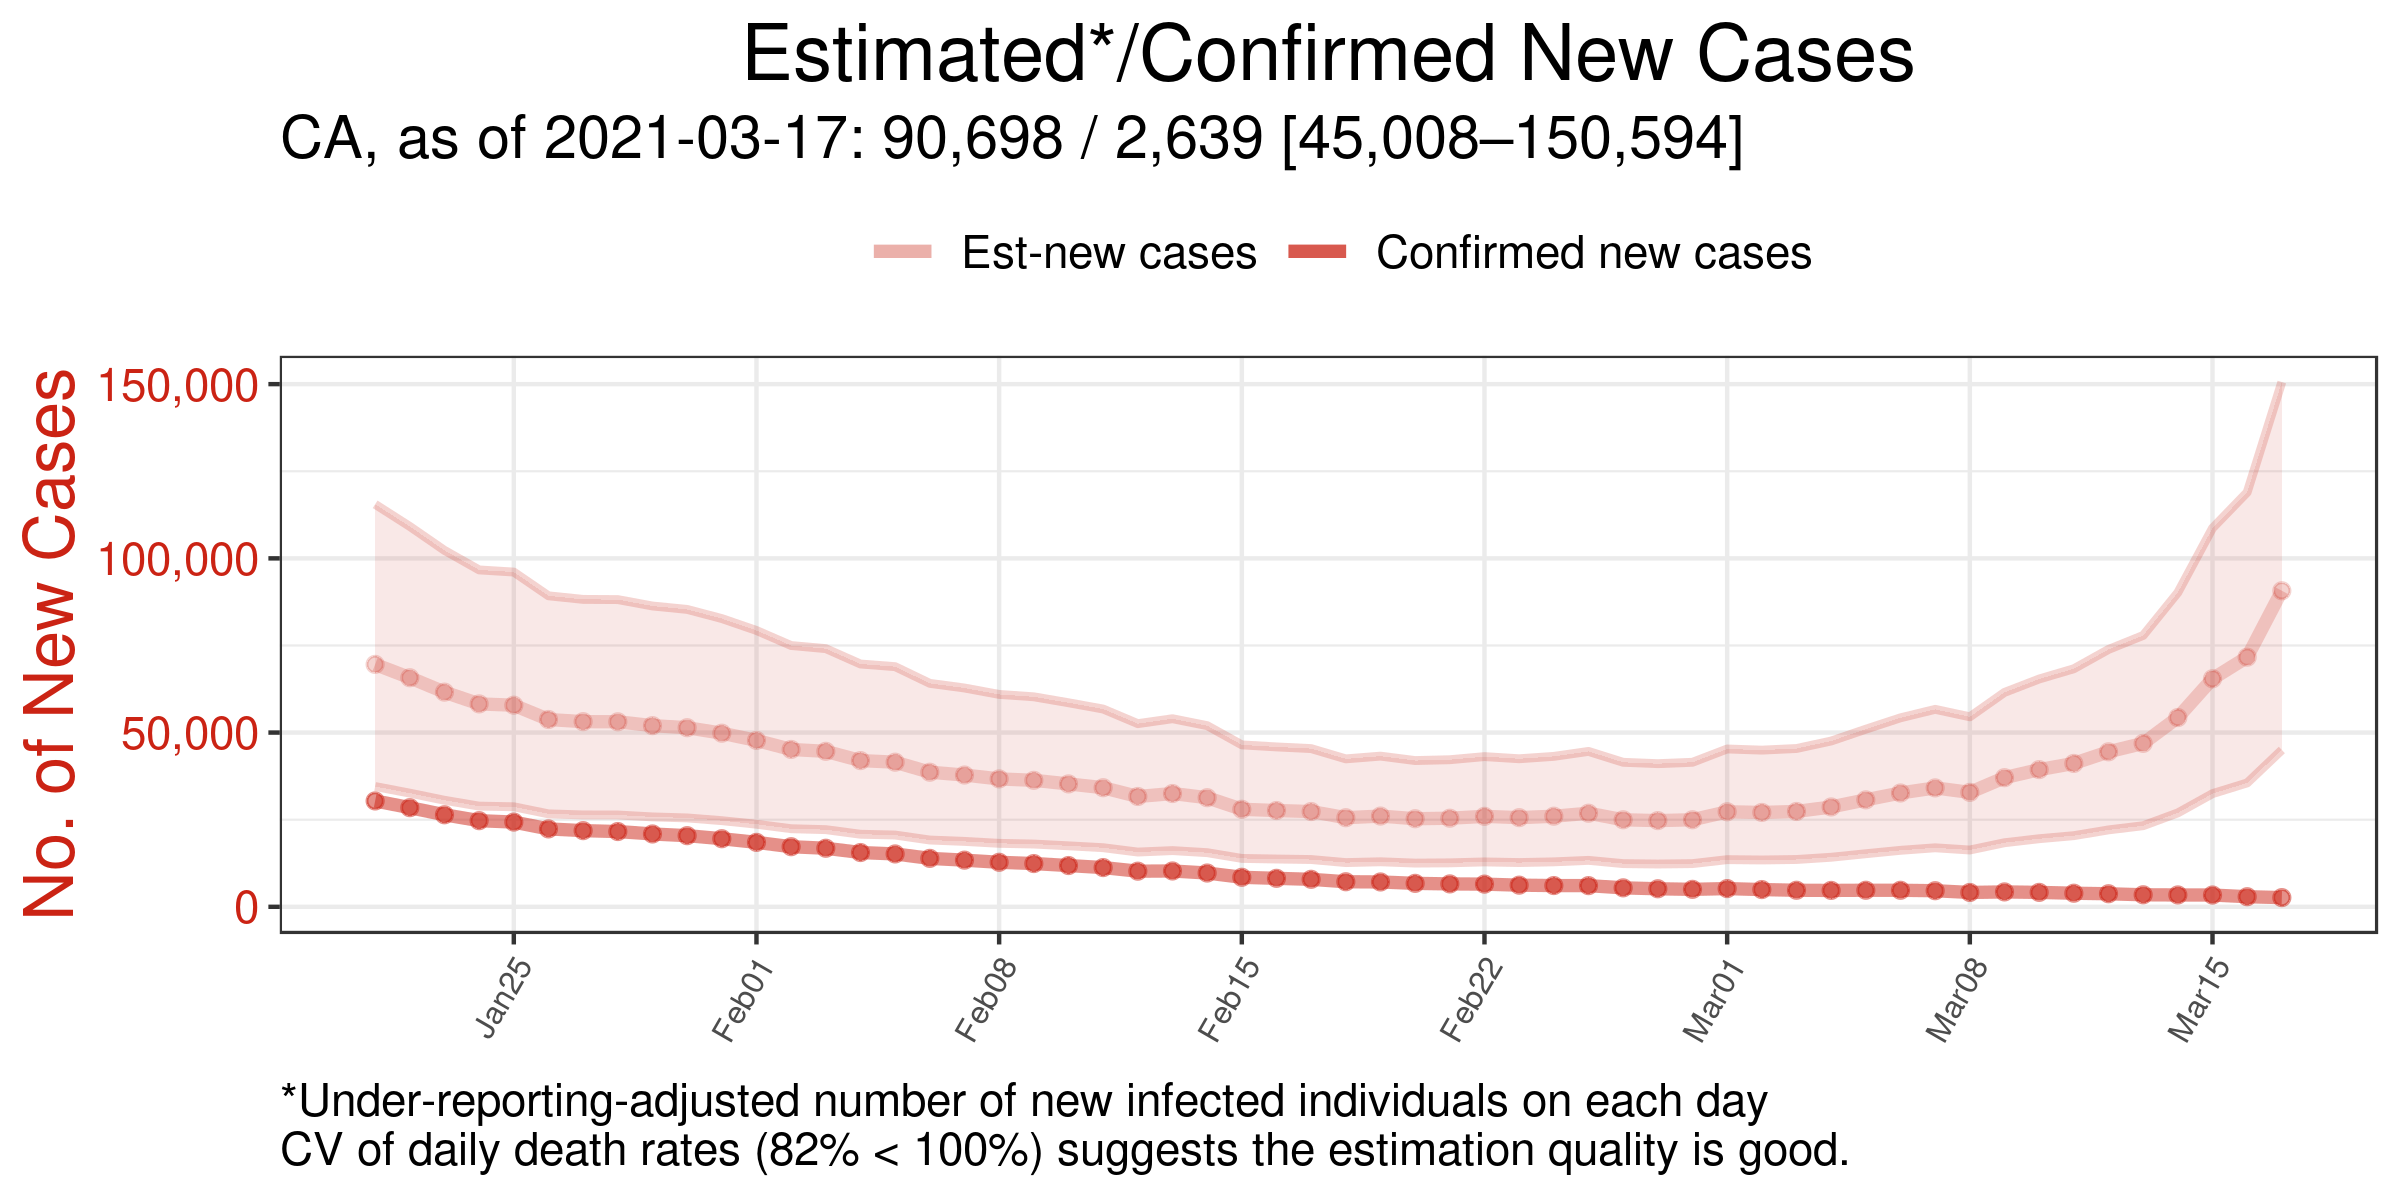 Estimated*/Confirmed New Cases
CA, as of 2021-03-17: 90,698 / 2,639 [45,008–150,594]
Est-new cases Confirmed new cases
No. of New Cases
150,000
100,000
50,000
0
Jan25 Feb01 Feb08 Feb15 Feb22 Mar01 Mar08 Mar15
*Under-reporting-adjusted number of new infected individuals on each day
CV of daily death rates (82% < 100%) suggests the estimation quality is good.